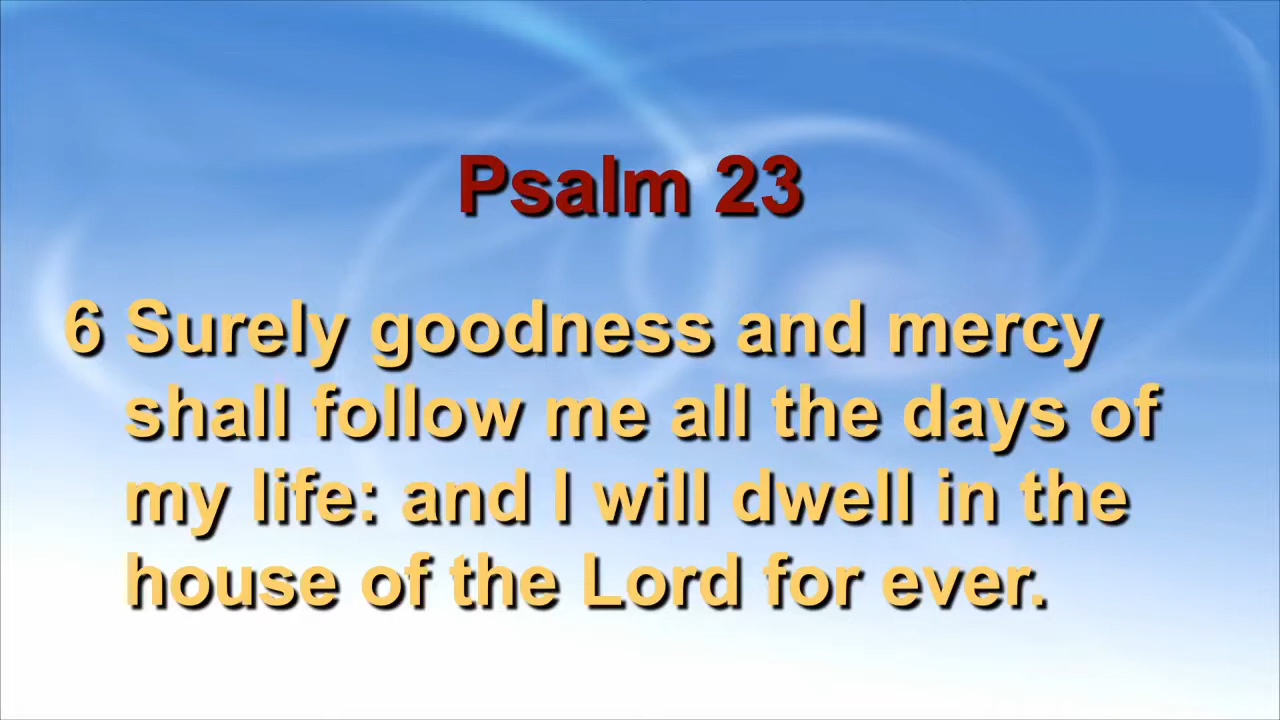 Psalm 23
6 Surely goodness and mercy
shall follow me all the days of
my life: and I will dwell in the
house of the Lord for ever.